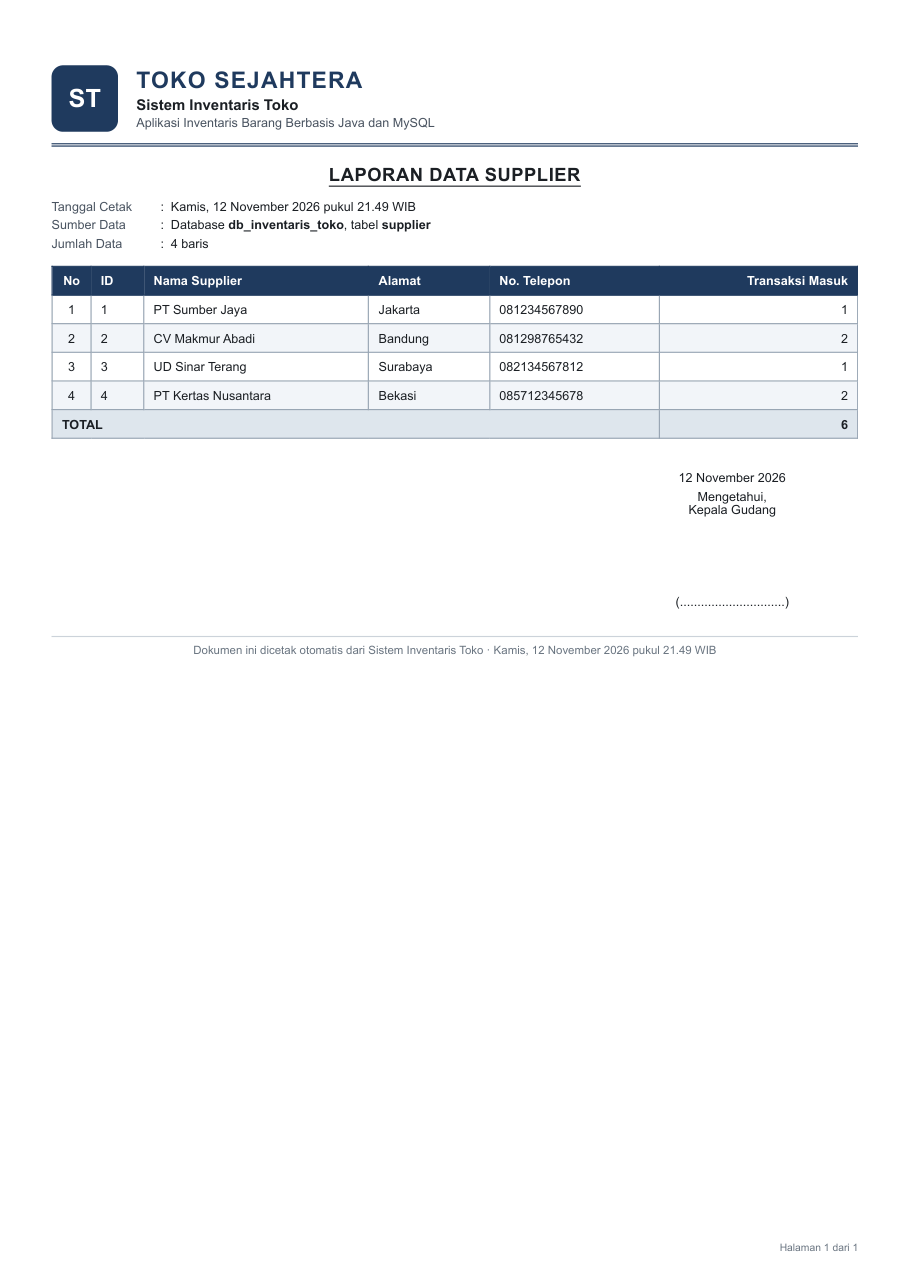 ST
TOKO SEJAHTERA
Sistem Inventaris Toko
Aplikasi Inventaris Barang Berbasis Java dan MySQL
LAPORAN DATA SUPPLIER
Tanggal Cetak : Kamis, 12 November 2026 pukul 21.49 WIB
Sumber Data : Database db_inventaris_toko, tabel supplier
Jumlah Data : 4 baris
No ID Nama Supplier Alamat No. Telepon Transaksi Masuk
1 1 PT Sumber Jaya Jakarta 081234567890 1
2 2 CV Makmur Abadi Bandung 081298765432 2
3 3 UD Sinar Terang Surabaya 082134567812 1
4 4 PT Kertas Nusantara Bekasi 085712345678 2
TOTAL 6
12 November 2026
Mengetahui,
Kepala Gudang
(..............................)
Dokumen ini dicetak otomatis dari Sistem Inventaris Toko · Kamis, 12 November 2026 pukul 21.49 WIB
Halaman 1 dari 1